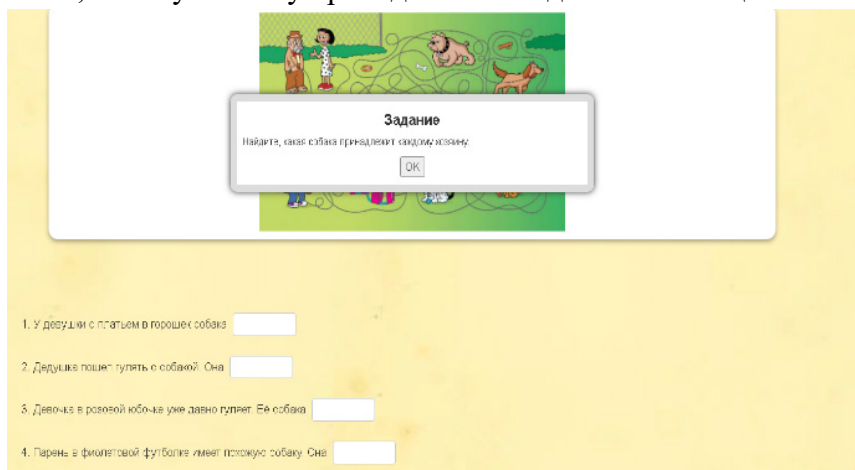 Задание
Найдите, какая собака принадлежит каждому хозяину.
OK
1. У девушки с платьем в горошек собака
2. Дедушка пошел гулять с собакой. Она
3. Девочка в розовой юбочке уже давно гуляет. Её собака
4. Парень в фиолетовой футболке имеет похожую собаку. Она